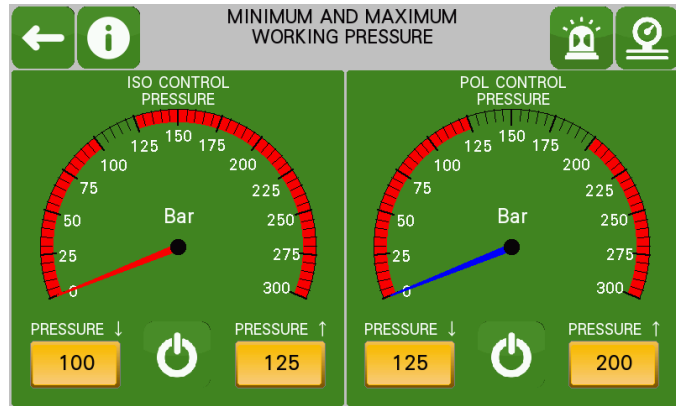 MINIMUM AND MAXIMUM
WORKING PRESSURE
ISO CONTROL
PRESSURE
0
25
50
75
100
125
150
175
200
225
250
275
300
Bar
PRESSURE ↓
100
PRESSURE ↑
125
POL CONTROL
PRESSURE
0
25
50
75
100
125
150
175
200
225
250
275
300
Bar
PRESSURE ↓
125
PRESSURE ↑
200